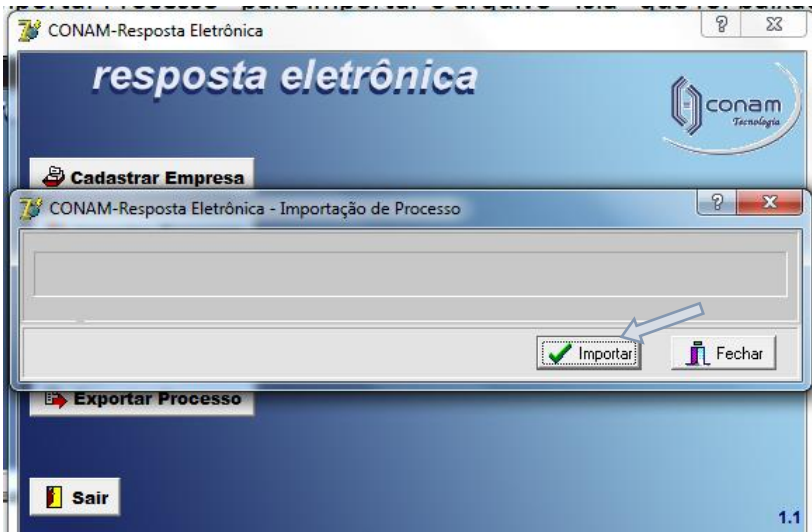 CONAM-Resposta Eletrônica
resposta eletrônica
conam
Tecnologia
Cadastrar Empresa
CONAM-Resposta Eletrônica - Importação de Processo
Importar
Fechar
Exportar Processo
Sair
1.1